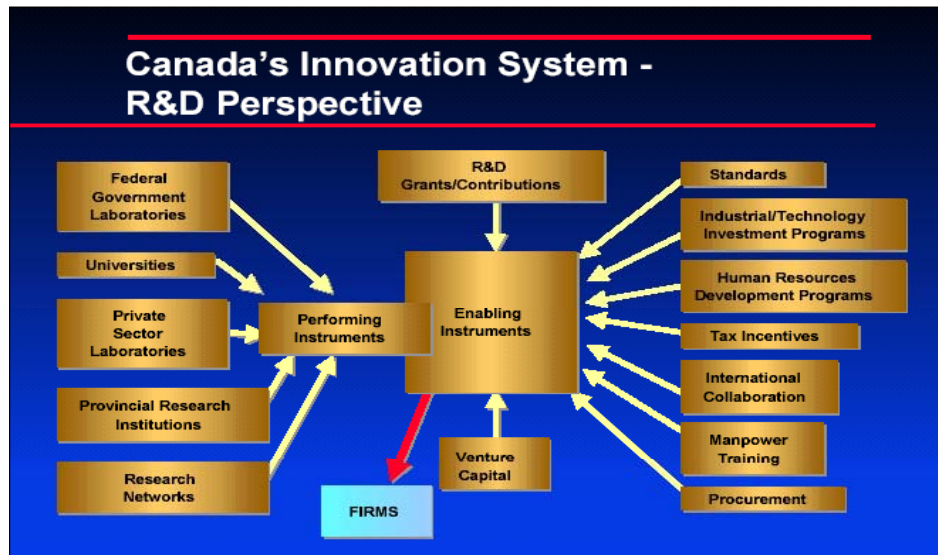 Canada's Innovation System -
R&D Perspective
Federal
Government
Laboratories
Universities
Private
Sector
Laboratories
Provincial Research
Institutions
Research
Networks
Performing
Instruments
R&D
Grants/Contributions
Enabling
Instruments
Venture
Capital
FIRMS
Standards
Industrial/Technology
Investment Programs
Human Resources
Development Programs
Tax Incentives
International
Collaboration
Manpower
Training
Procurement